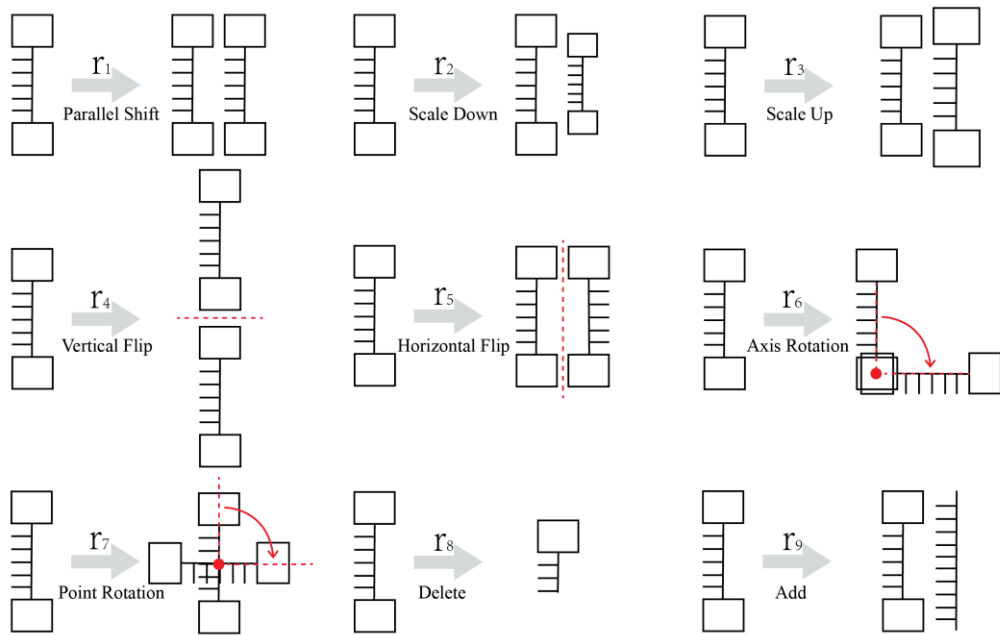 r1
Parallel Shift
r2
Scale Down
r3
Scale Up
r4
Vertical Flip
r5
Horizontal Flip
r6
Axis Rotation
r7
Point Rotation
r8
Delete
r9
Add